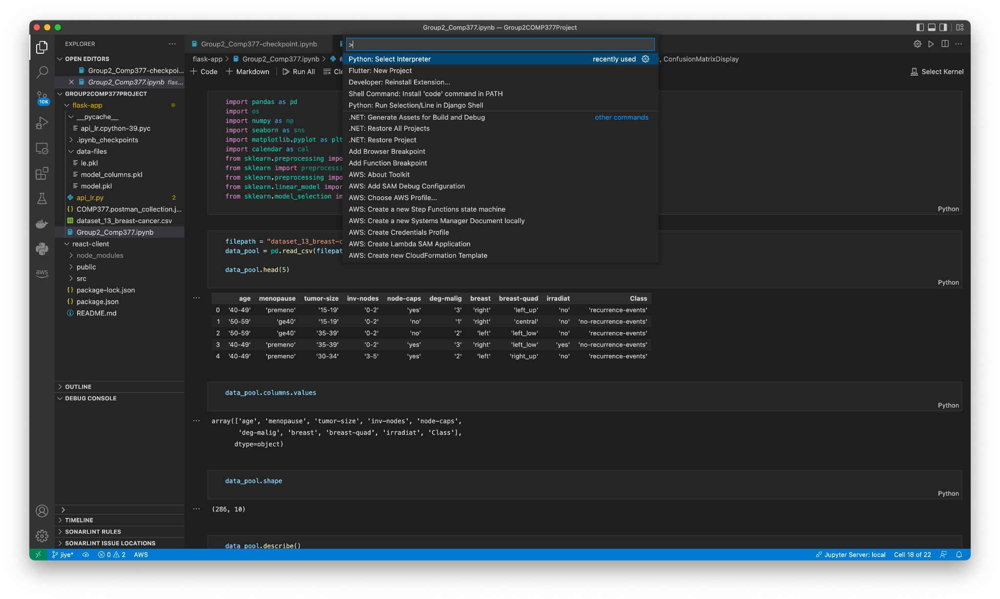 Group2_Comp377.ipynb — Group2COMP377Project
EXPLORER
OPEN EDITORS
Group2_Comp377-checkpoi...
Group2_Comp377.ipynb flas...
GROUP2COMP377PROJECT
flask-app
__pycache__
api_lr.cpython-39.pyc
.ipynb_checkpoints
data-files
le.pkl
model_columns.pkl
model.pkl
api_lr.py 2
COMP377.postman_collection.j...
dataset_13_breast-cancer.csv
Group2_Comp377.ipynb
react-client
node_modules
public
src
package-lock.json
package.json
README.md
OUTLINE
DEBUG CONSOLE
TIMELINE
SONARLINT RULES
SONARLINT ISSUE LOCATIONS
10K
aws
Group2_Comp377-checkpoint.ipynb
flask-app > Group2_Comp377.ipynb > #
, ConfusionMatrixDisplay
+ Code + Markdown Run All Cle
Select Kernel
>
Python: Select Interpreter recently used
Flutter: New Project
Developer: Reinstall Extension...
Shell Command: Install 'code' command in PATH
Python: Run Selection/Line in Django Shell
.NET: Generate Assets for Build and Debug other commands
.NET: Restore All Projects
.NET: Restore Project
Add Browser Breakpoint
Add Function Breakpoint
AWS: About Toolkit
AWS: Add SAM Debug Configuration
AWS: Choose AWS Profile...
AWS: Create a new Step Functions state machine
AWS: Create a new Systems Manager Document locally
AWS: Create Credentials Profile
AWS: Create Lambda SAM Application
AWS: Create new CloudFormation Template
import pandas as pd
import os
import numpy as np
import seaborn as sns
import matplotlib.pyplot as plt
import calendar as cal
from sklearn.preprocessing impo
from sklearn import preprocessi
from sklearn.preprocessing impo
from sklearn.linear_model impor
from sklearn.model_selection im
Python
filepath = "dataset_13_breast-c
data_pool = pd.read_csv(filepat
data_pool.head(5)
Python
age menopause tumor-size inv-nodes node-caps deg-malig breast breast-quad irradiat Class
0 '40-49' 'premeno' '15-19' '0-2' 'yes' '3' 'right' 'left_up' 'no' 'recurrence-events'
1 '50-59' 'ge40' '15-19' '0-2' 'no' '1' 'right' 'central' 'no' 'no-recurrence-events'
2 '50-59' 'ge40' '35-39' '0-2' 'no' '2' 'left' 'left_low' 'no' 'recurrence-events'
3 '40-49' 'premeno' '35-39' '0-2' 'yes' '3' 'right' 'left_low' 'yes' 'no-recurrence-events'
4 '40-49' 'premeno' '30-34' '3-5' 'yes' '2' 'left' 'right_up' 'no' 'recurrence-events'
data_pool.columns.values
Python
array(['age', 'menopause', 'tumor-size', 'inv-nodes', 'node-caps',
'deg-malig', 'breast', 'breast-quad', 'irradiat', 'Class'],
dtype=object)
data_pool.shape
Python
(286, 10)
data_pool.describe()
jiye* 0 2 AWS
Jupyter Server: local Cell 18 of 22